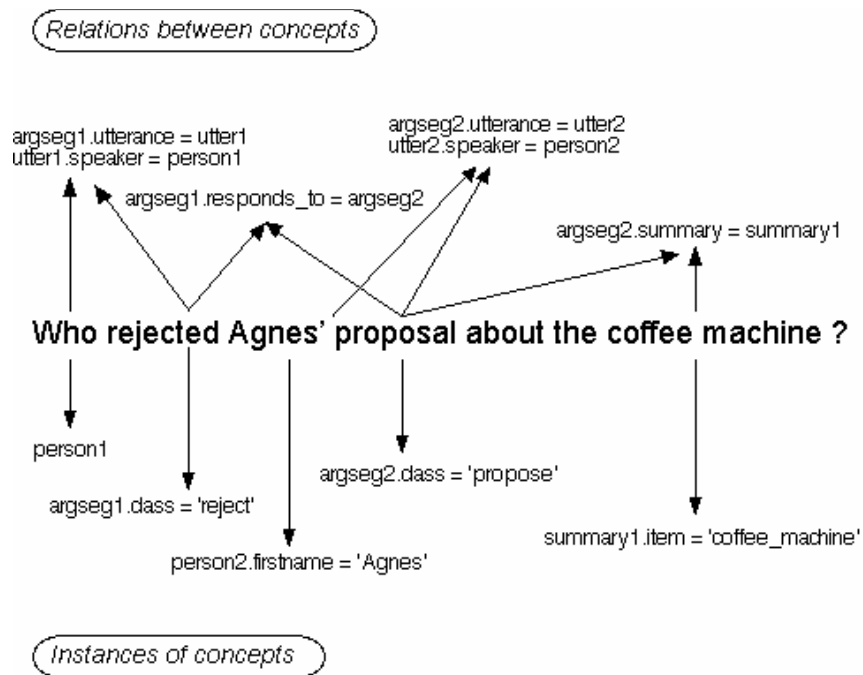 Relations between concepts
argseg1.utterance = utter1
utter1.speaker = person1
argseg2.utterance = utter2
utter2.speaker = person2
argseg1.responds_to = argseg2
argseg2.summary = summary1
Who rejected Agnes’ proposal about the coffee machine ?
person1
argseg2.dass = 'propose'
argseg1.dass = 'reject'
summary1.item = 'coffee_machine'
person2.firstname = 'Agnes'
Instances of concepts